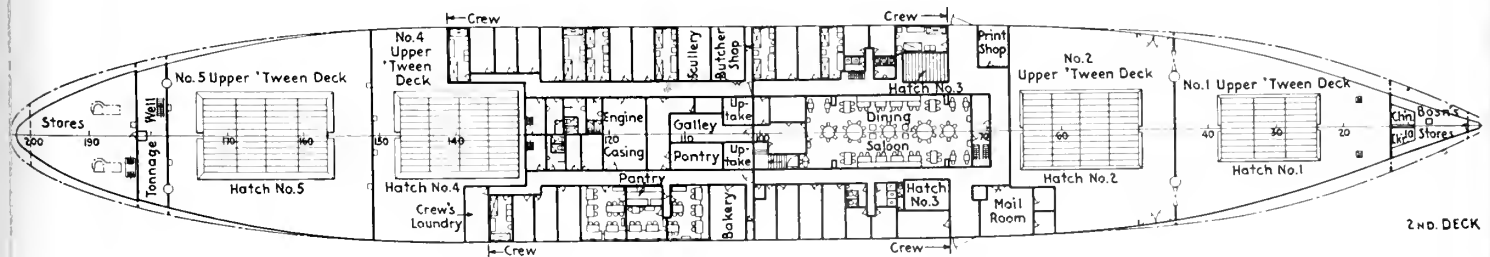 Crew
Crew
No.4
Upper
'Tween
Deck
Scullery
Butcher
Shop
Print
Shop
No.2
Upper 'Tween Deck
No.5 Upper 'Tween Deck
Hatch No.3
No.1 Upper 'Tween Deck
Stores
Tonnage Well
Engine
Casing
Up-
take
Galley
Pantry
Up-
take
Dining
Saloon
Chn.
Lkr.
Bosn's
Stores
200
190
170
160
150
140
120
110
100
70
60
40
30
20
10
Hatch No.5
Hatch No.4
Hatch No.2
Hatch No.1
Pantry
Crew's
Laundry
Bakery
Hatch
No.3
Mail
Room
Crew
Crew
2ND. DECK